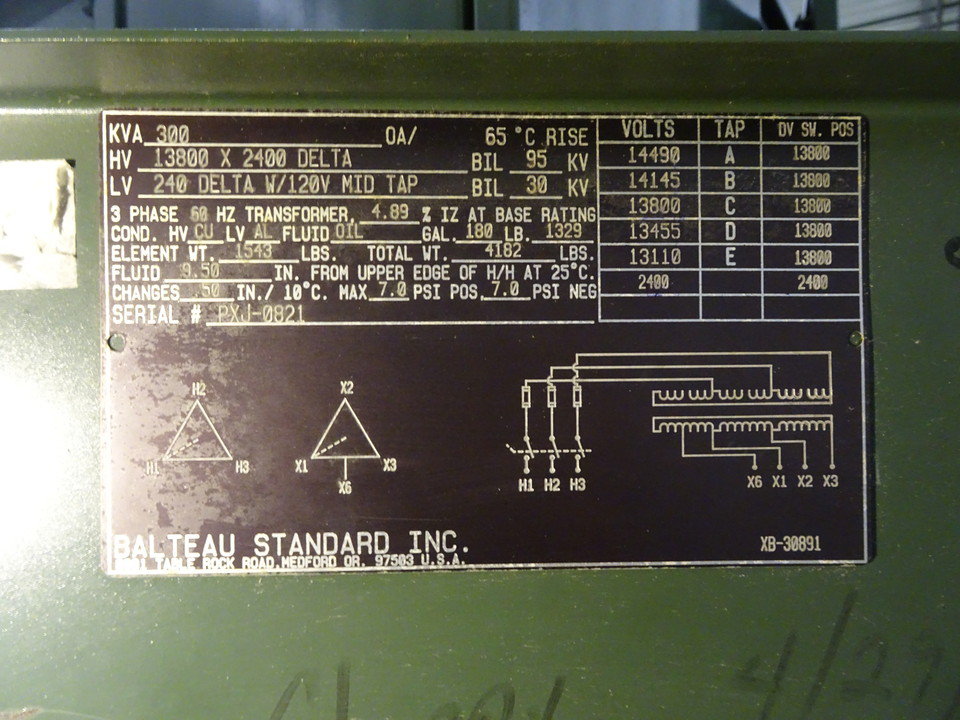 KVA 300 OA/ 65 °C RISE
HV 13800 X 2400 DELTA BIL 95 KV
LV 240 DELTA W/120V MID TAP BIL 30 KV
3 PHASE 60 HZ TRANSFORMER, 4.89 % IZ AT BASE RATING
COND. HV CU LV AL FLUID OIL GAL. 180 LB. 1329
ELEMENT WT. 1543 LBS. TOTAL WT. 4182 LBS.
FLUID 9.50 IN. FROM UPPER EDGE OF H/H AT 25°C.
CHANGES .50 IN./ 10°C. MAX 7.0 PSI POS. 7.0 PSI NEG
SERIAL # PXJ-0821
VOLTS TAP DV SW. POS
14490 A 13800
14145 B 13800
13800 C 13800
13455 D 13800
13110 E 13800
2400 2400
H2
H1 H3
X2
X1 X3
X6
H1 H2 H3
X6 X1 X2 X3
BALTEAU STANDARD INC.
TABLE ROCK ROAD, MEDFORD OR. 97503 U.S.A.
XB-30891
4/29